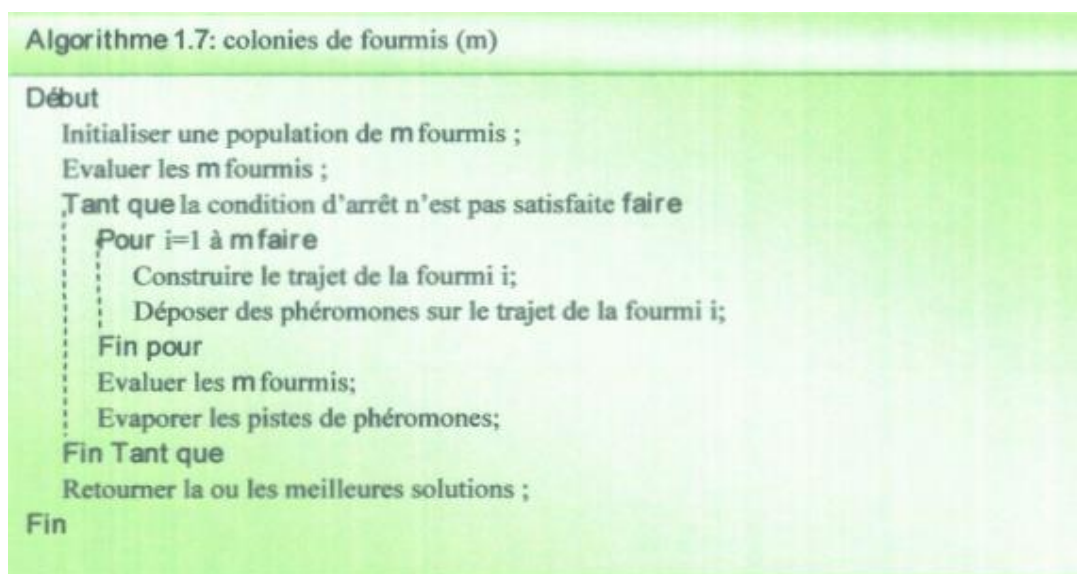 Algorithme 1.7: colonies de fourmis (m)
Début
Initialiser une population de m fourmis ;
Evaluer les m fourmis ;
Tant que la condition d'arrêt n'est pas satisfaite faire
Pour i=1 à m faire
Construire le trajet de la fourmi i;
Déposer des phéromones sur le trajet de la fourmi i;
Fin pour
Evaluer les m fourmis;
Evaporer les pistes de phéromones;
Fin Tant que
Retourner la ou les meilleures solutions ;
Fin